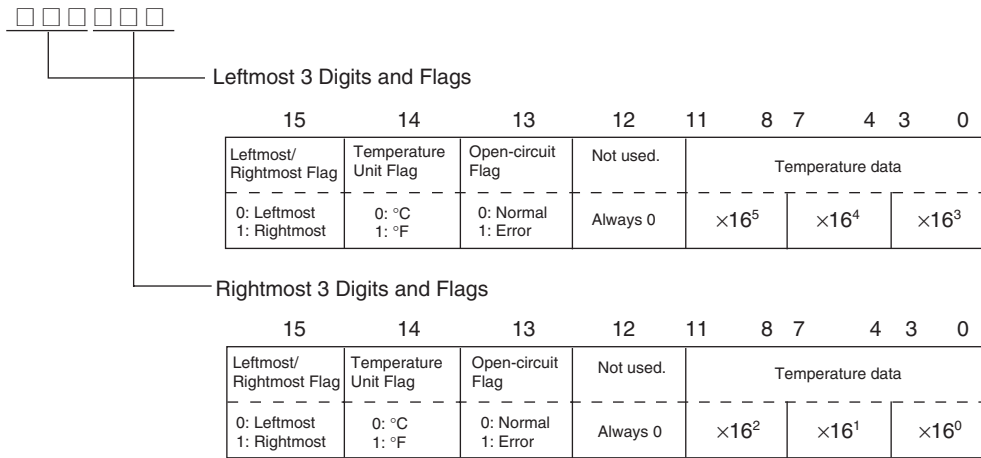 □□□□□□
Leftmost 3 Digits and Flags
15 14 13 12 11 8 7 4 3 0
Leftmost/ Temperature Open-circuit Not used. Temperature data
Rightmost Flag Unit Flag Flag
0: Leftmost 0: °C 0: Normal Always 0 ×16⁵ ×16⁴ ×16³
1: Rightmost 1: °F 1: Error
Rightmost 3 Digits and Flags
15 14 13 12 11 8 7 4 3 0
Leftmost/ Temperature Open-circuit Not used. Temperature data
Rightmost Flag Unit Flag Flag
0: Leftmost 0: °C 0: Normal Always 0 ×16² ×16¹ ×16⁰
1: Rightmost 1: °F 1: Error